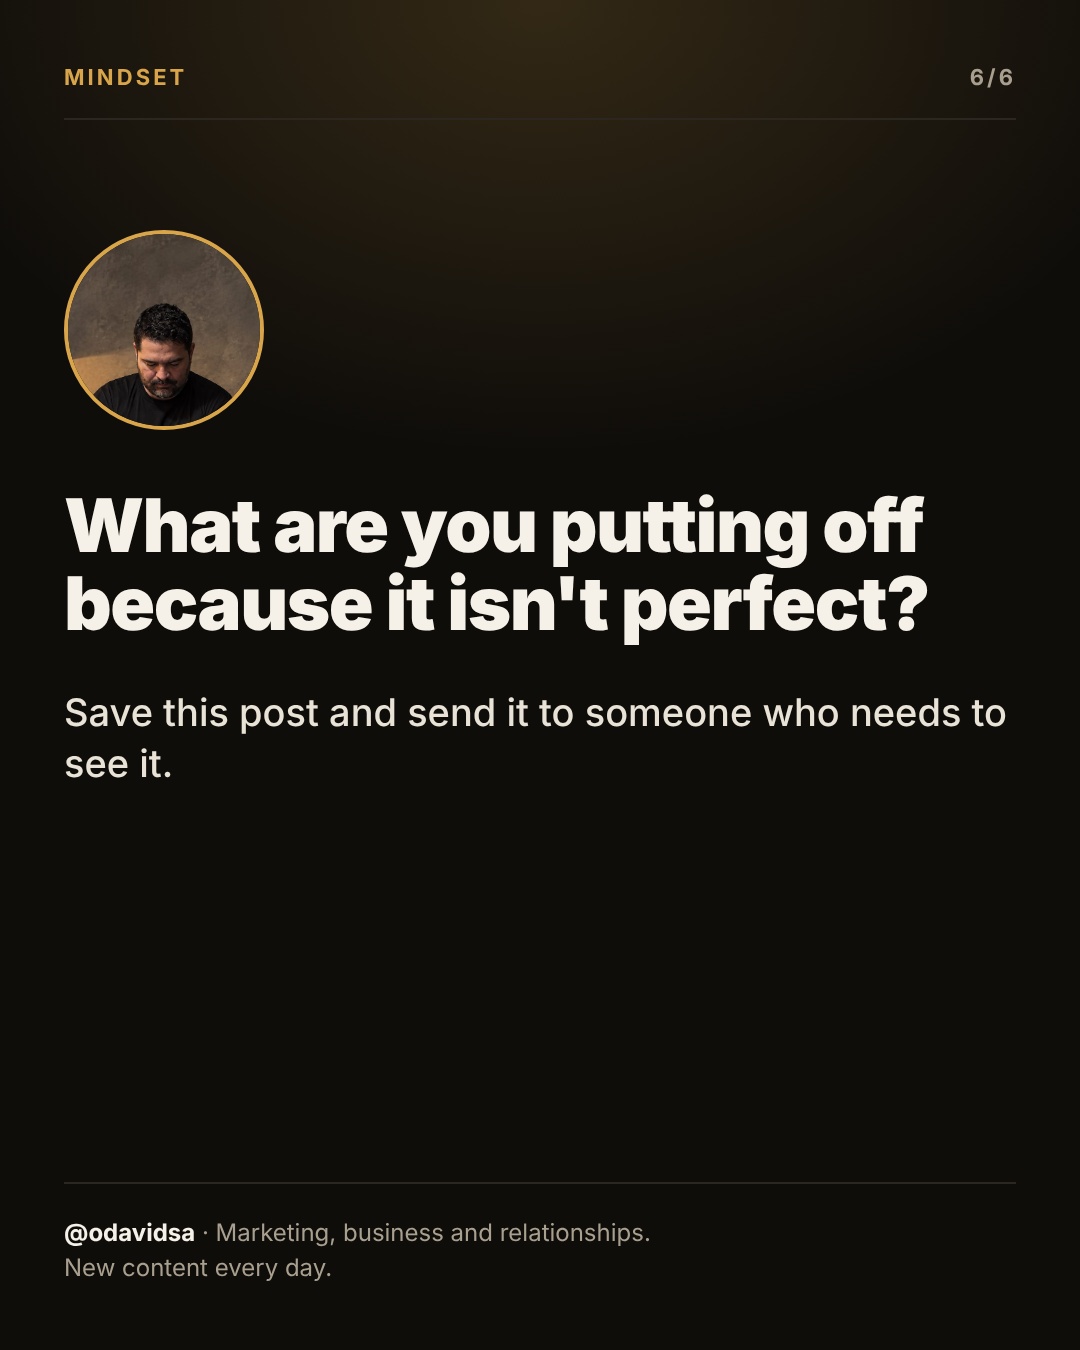 MINDSET
6/6
What are you putting off
because it isn't perfect?
Save this post and send it to someone who needs to
see it.
@odavidsa · Marketing, business and relationships.
New content every day.